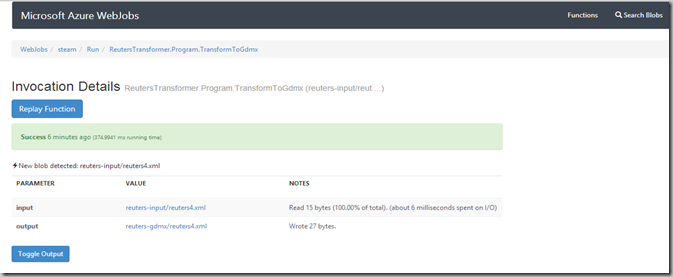 Microsoft Azure WebJobs Functions Search Blobs
WebJobs / steam / Run / ReutersTransformer.Program.TransformToGdmx
Invocation Details ReutersTransformer.Program.TransformToGdmx (reuters-input/reut ...)
Replay Function
Success 6 minutes ago (374.9941 ms running time)
New blob detected: reuters-input/reuters4.xml
PARAMETER VALUE NOTES
input reuters-input/reuters4.xml Read 15 bytes (100.00% of total). (about 6 milliseconds spent on I/O)
output reuters-gdmx/reuters4.xml Wrote 27 bytes.
Toggle Output